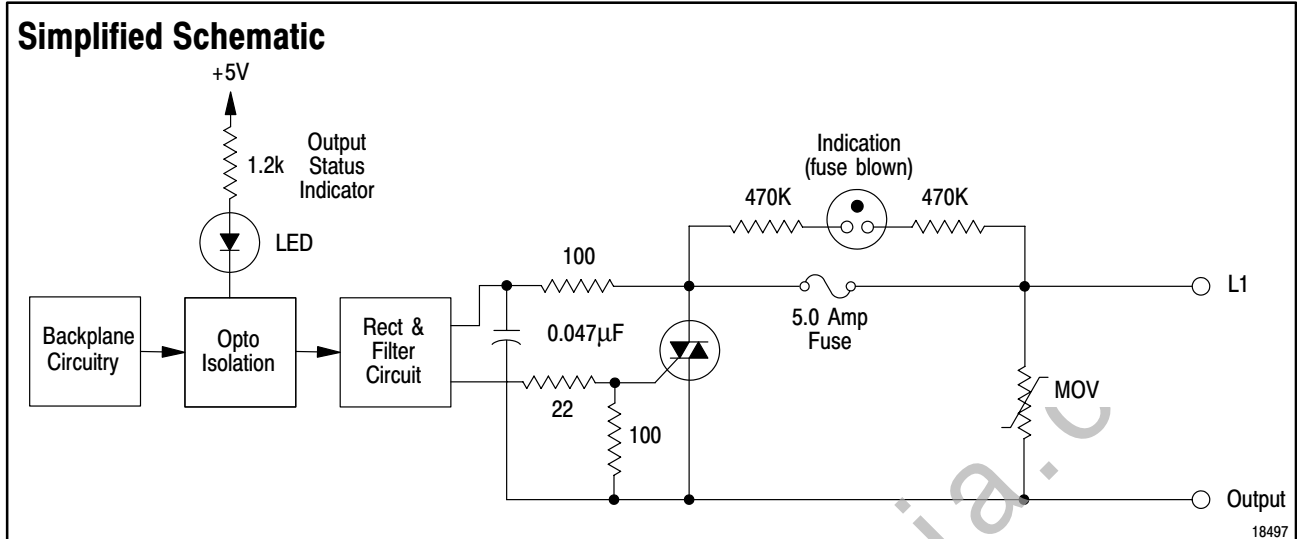 Simplified Schematic
+5V
1.2k
Output
Status
Indicator
LED
Indication
(fuse blown)
470K
470K
100
L1
5.0 Amp
Fuse
Backplane
Circuitry
Opto
Isolation
Rect &
Filter
Circuit
0.047µF
22
100
MOV
Output
18497
ia.c